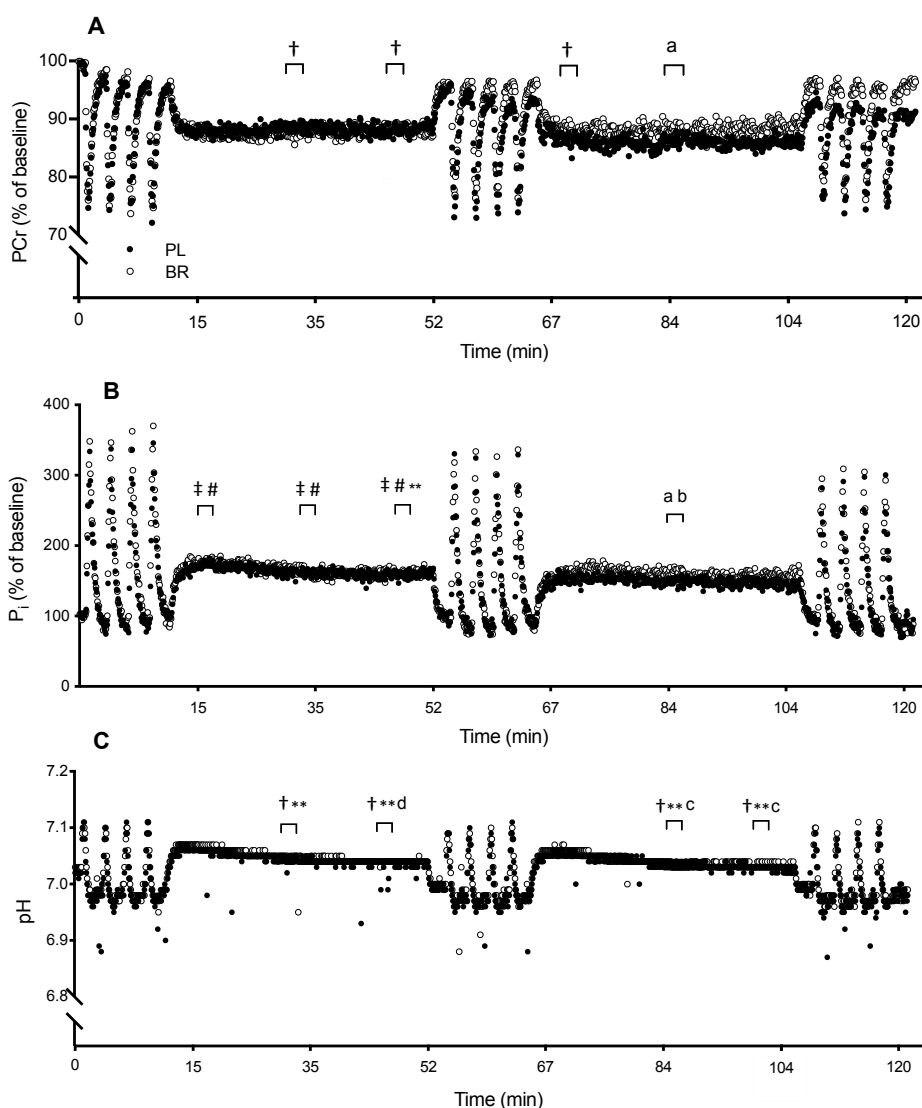 A
† † † a
100
90
80
70
PCr (% of baseline)
PL
BR
0 15 35 52 67 84 104 120
Time (min)
B
400
300
200
100
0
Pi (% of baseline)
‡ # ‡ # ‡ # ** a b
0 15 35 52 67 84 104 120
Time (min)
C
7.2
7.1
7.0
6.9
6.8
pH
† ** † ** d † ** c † ** c
0 15 35 52 67 84 104 120
Time (min)